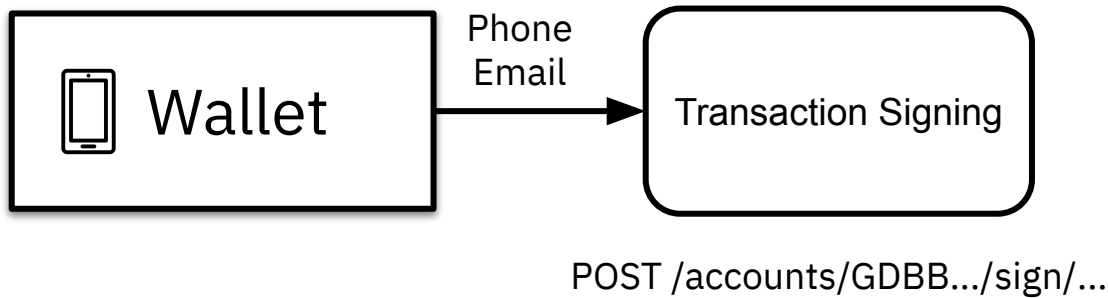 Phone
Email
Wallet
Transaction Signing
POST /accounts/GDBB.../sign/...